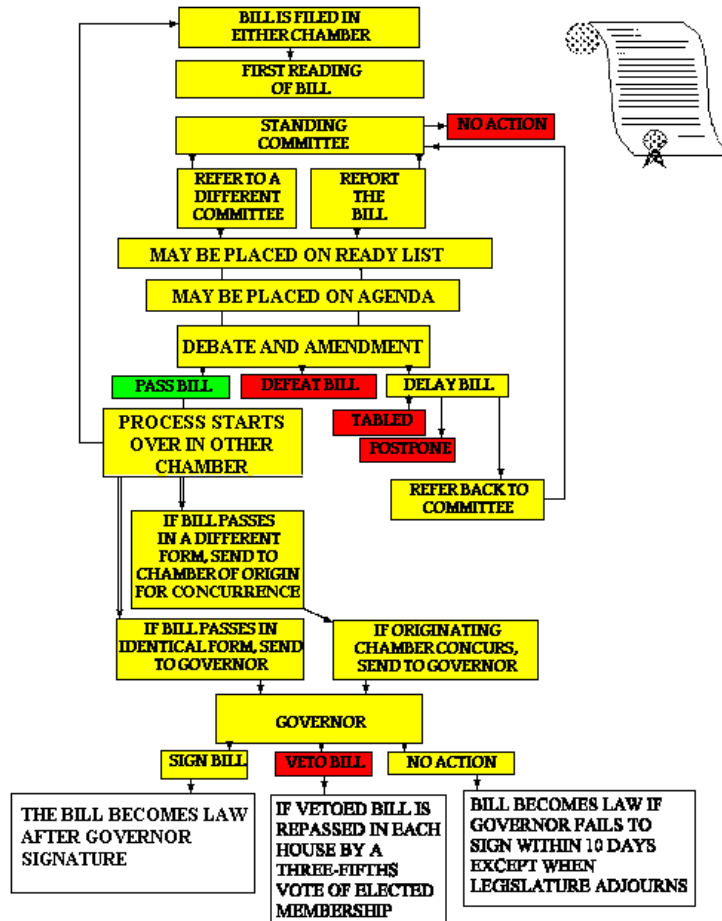 BILL IS FILED IN
EITHER CHAMBER
FIRST READING
OF BILL
STANDING
COMMITTEE
NO ACTION
REFER TO A
DIFFERENT
COMMITTEE
REPORT
THE
BILL
MAY BE PLACED ON READY LIST
MAY BE PLACED ON AGENDA
DEBATE AND AMENDMENT
PASS BILL
DEFEAT BILL
DELAY BILL
TABLED
POSTPONE
PROCESS STARTS
OVER IN OTHER
CHAMBER
REFER BACK TO
COMMITTEE
IF BILL PASSES
IN A DIFFERENT
FORM, SEND TO
CHAMBER OF ORIGIN
FOR CONCURRENCE
IF BILL PASSES IN
IDENTICAL FORM, SEND
TO GOVERNOR
IF ORIGINATING
CHAMBER CONCURS,
SEND TO GOVERNOR
GOVERNOR
SIGN BILL
VETO BILL
NO ACTION
THE BILL BECOMES LAW
AFTER GOVERNOR
SIGNATURE
IF VETOED BILL IS
REPASSED IN EACH
HOUSE BY A
THREE-FIFTHS
VOTE OF ELECTED
MEMBERSHIP
BILL BECOMES LAW IF
GOVERNOR FAILS TO
SIGN WITHIN 10 DAYS
EXCEPT WHEN
LEGISLATURE ADJOURNS